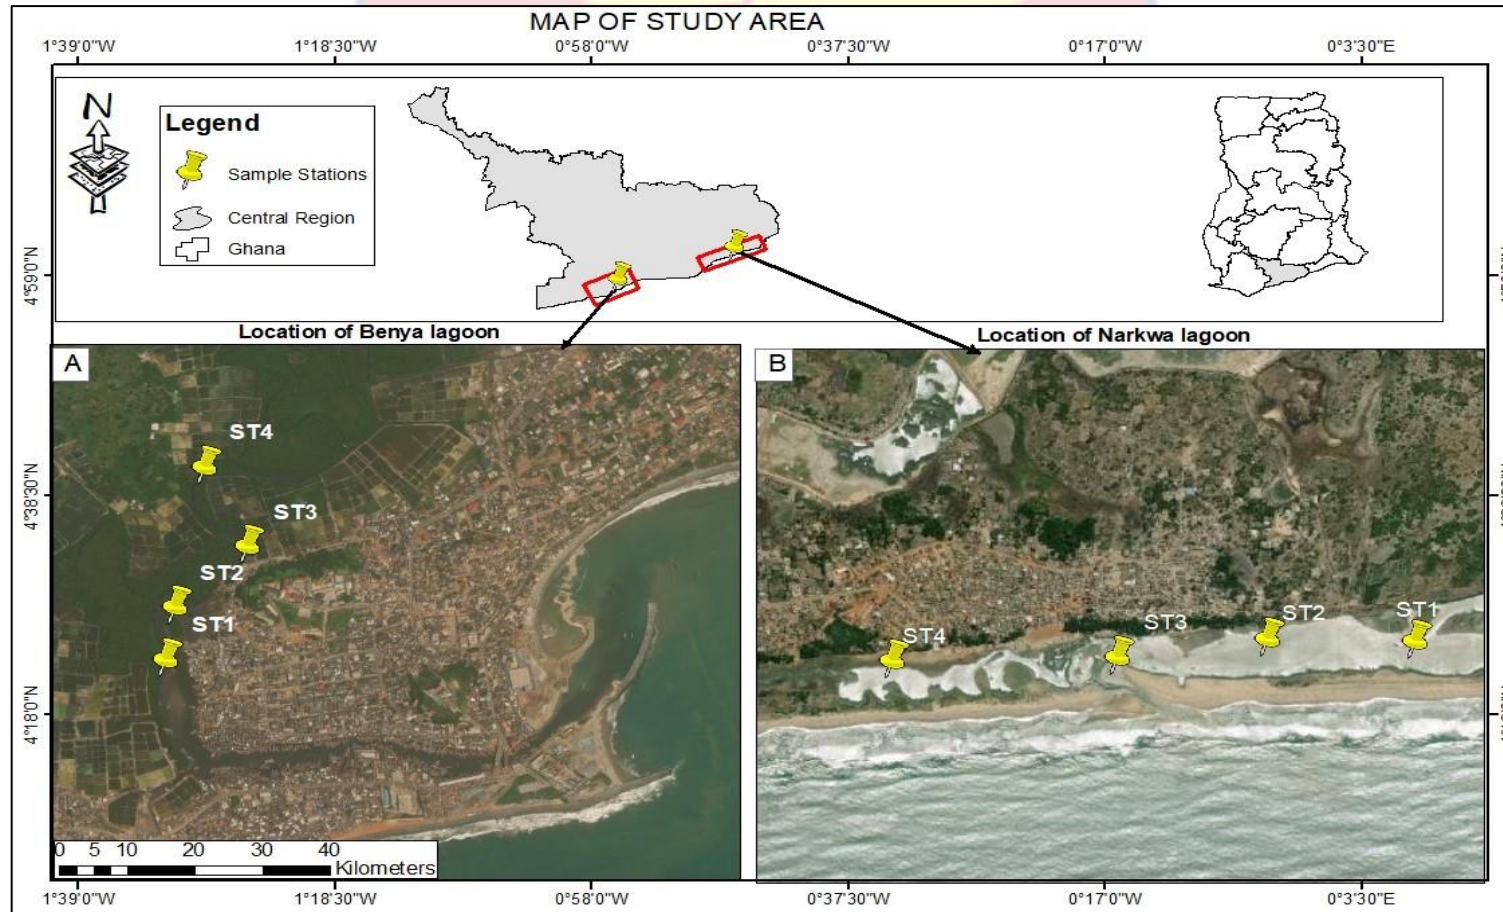 MAP OF STUDY AREA
1°39'0"W 1°18'30"W 0°58'0"W 0°37'30"W 0°17'0"W 0°3'30"E
N
Legend
Sample Stations
Central Region
Ghana
4°59'0"N
Location of Benya lagoon
Location of Narkwa lagoon
A
ST4
ST3
ST2
ST1
4°38'30"N
4°18'0"N
0 5 10 20 30 40
Kilometers
B
ST1
ST2
ST3
ST4
1°39'0"W 1°18'30"W 0°58'0"W 0°37'30"W 0°17'0"W 0°3'30"E